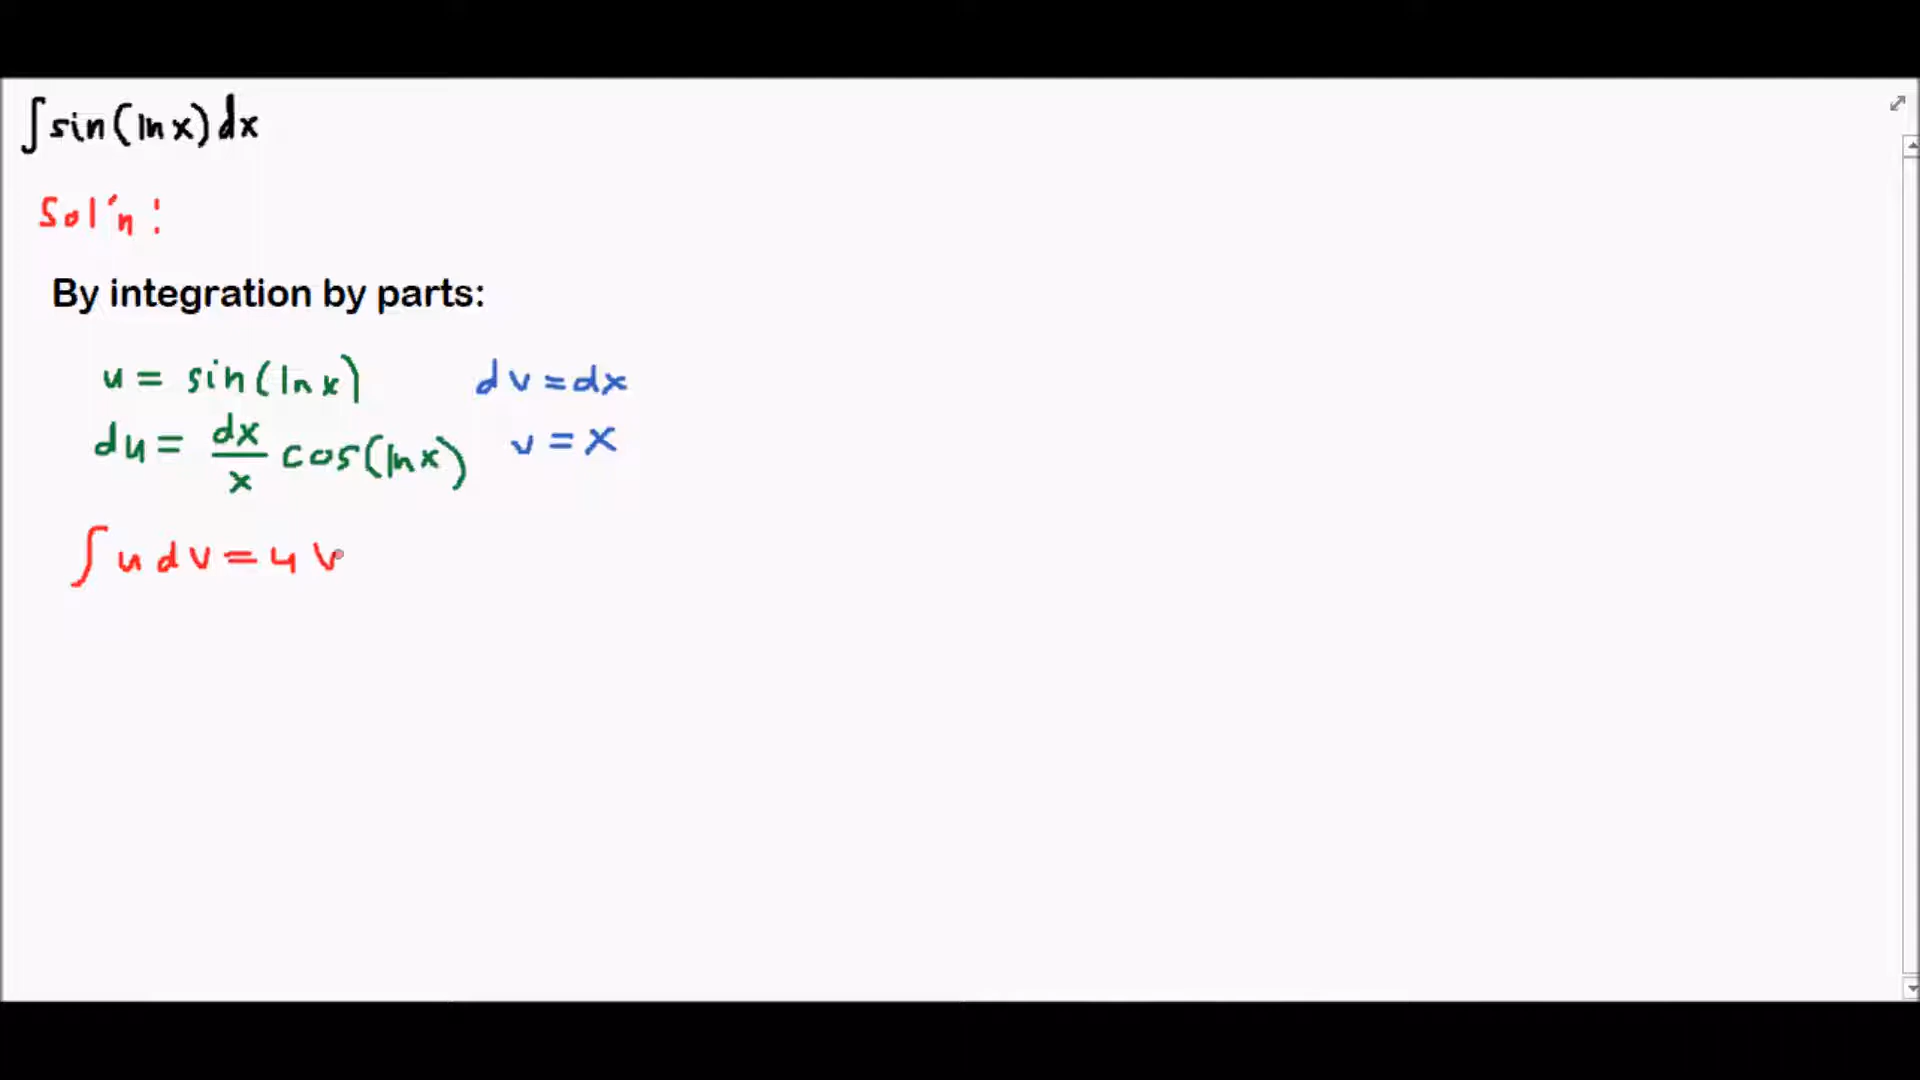 ∫sin(ln x)dx
Sol'n:
By integration by parts:
u = sin(ln x) dv = dx
du = dx/x cos(ln x) v = x
∫u dv = u v